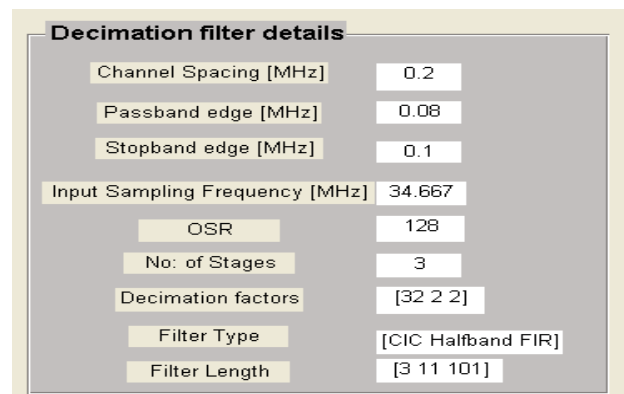 Decimation filter details
Channel Spacing [MHz] 0.2
Passband edge [MHz] 0.08
Stopband edge [MHz] 0.1
Input Sampling Frequency [MHz] 34.667
OSR 128
No: of Stages 3
Decimation factors [32 2 2]
Filter Type [CIC Halfband FIR]
Filter Length [3 11 101]